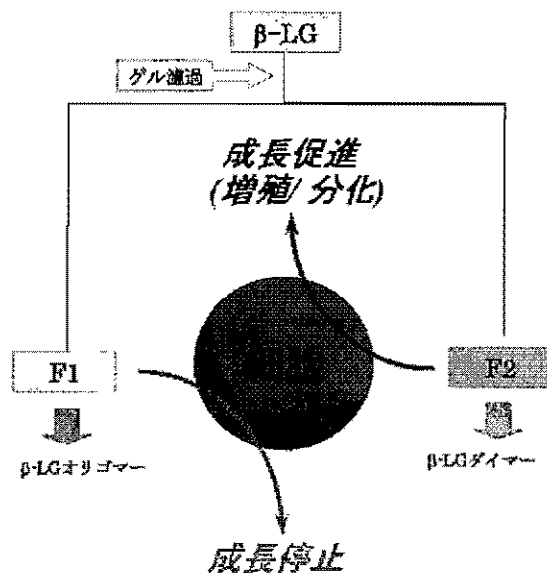 β-LG
ゲル濾過
成長促進
(増殖/ 分化)
F1
F2
β-LGオリゴマー
β-LGダイマー
成長停止